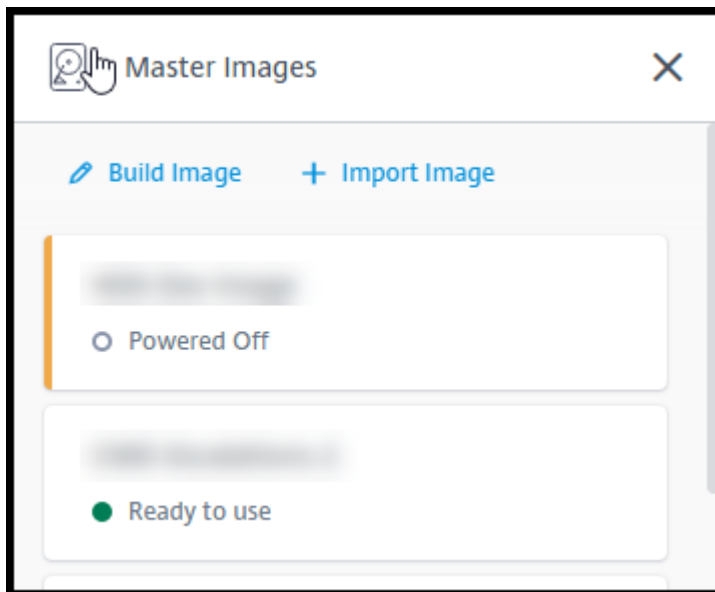 Master Images
Build Image
Import Image
Powered Off
Ready to use